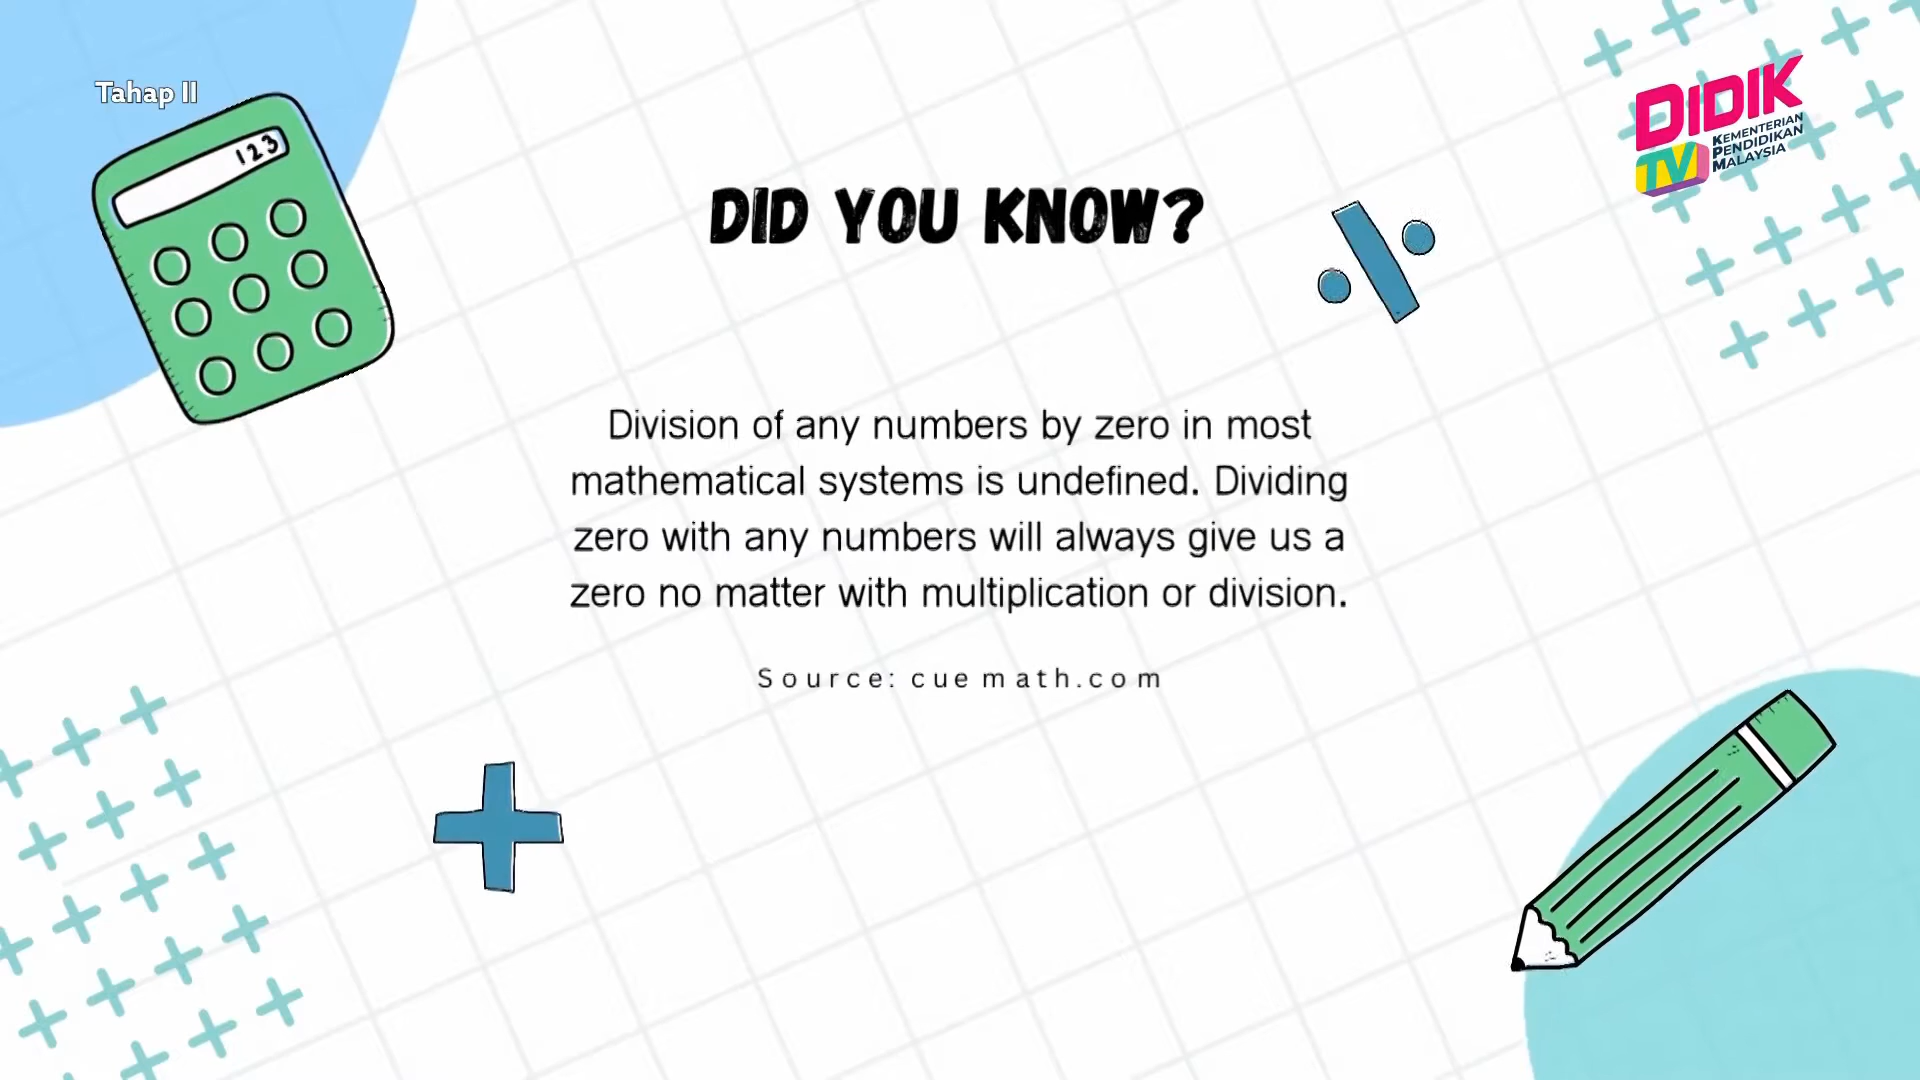 Tahap II
123
DIDIK
TV
KEMENTERIAN
PENDIDIKAN
MALAYSIA
DID YOU KNOW?
Division of any numbers by zero in most
mathematical systems is undefined. Dividing
zero with any numbers will always give us a
zero no matter with multiplication or division.
Source: cuemath.com